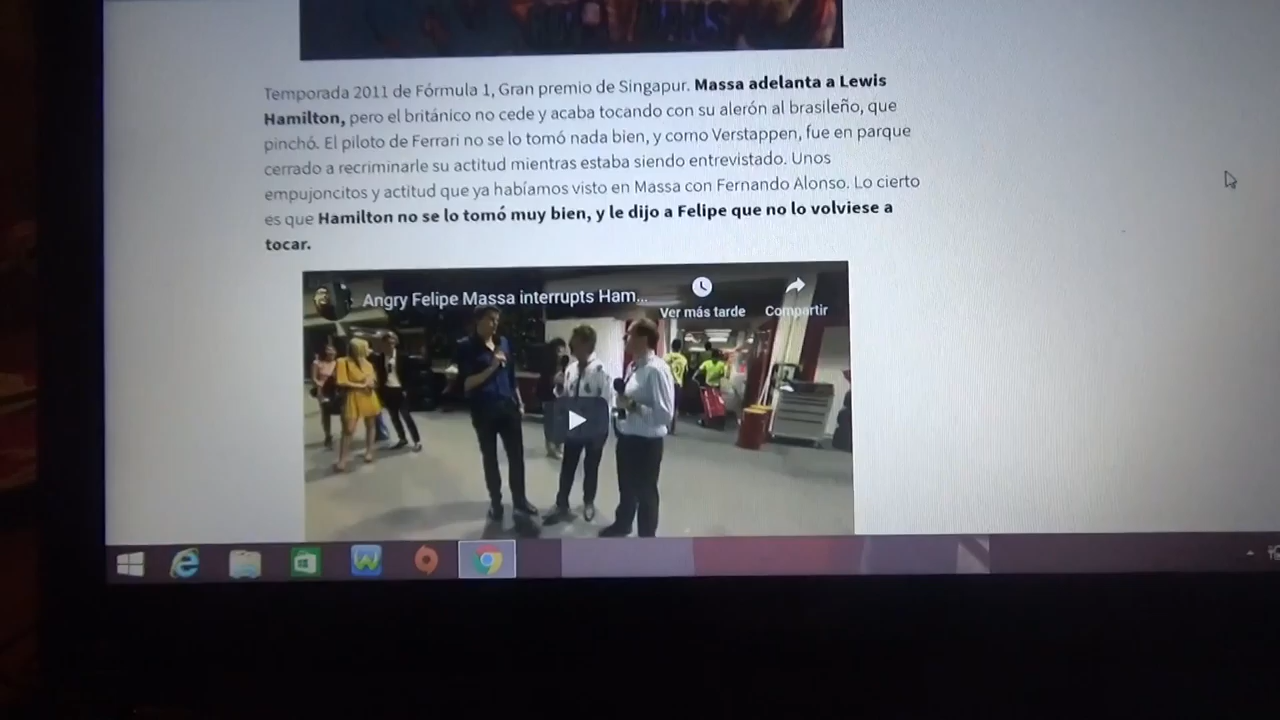 Temporada 2011 de Fórmula 1, Gran premio de Singapur. Massa adelanta a Lewis
Hamilton, pero el británico no cede y acaba tocando con su alerón al brasileño, que
pinchó. El piloto de Ferrari no se lo tomó nada bien, y como Verstappen, fue en parque
cerrado a recriminarle su actitud mientras estaba siendo entrevistado. Unos
empujoncitos y actitud que ya habíamos visto en Massa con Fernando Alonso. Lo cierto
es que Hamilton no se lo tomó muy bien, y le dijo a Felipe que no lo volviese a
tocar.
Angry Felipe Massa interrupts Ham...
Ver más tarde
Compartir